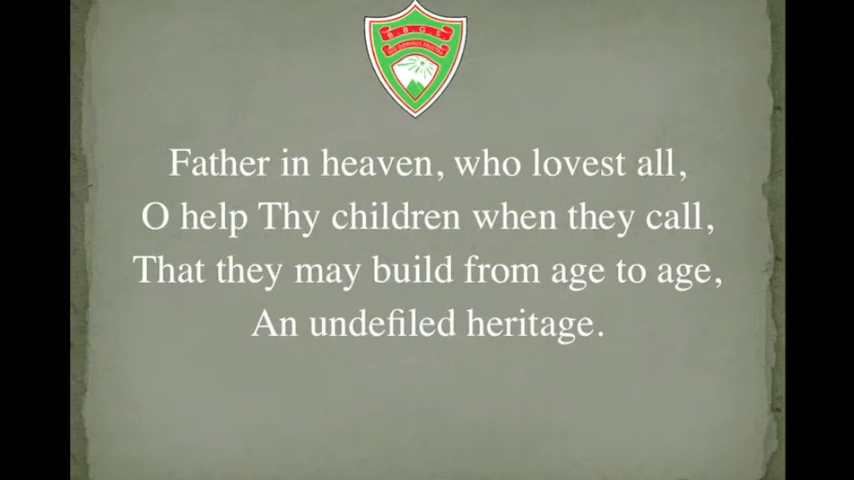 B.D.G.S.
Father in heaven, who lovest all,
O help Thy children when they call,
That they may build from age to age,
An undefiled heritage.